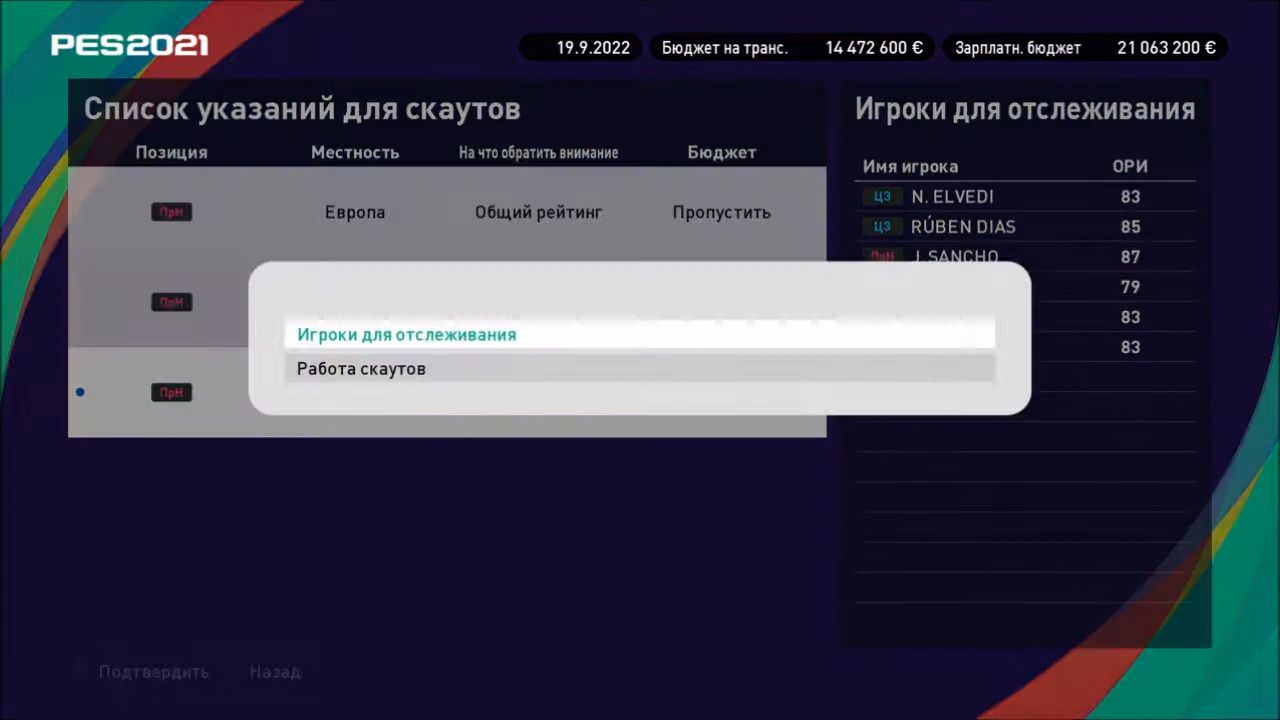 PES2021
19.9.2022
Бюджет на транс. 14 472 600 €
Зарплатн. бюджет 21 063 200 €
Список указаний для скаутов
Позиция Местность На что обратить внимание Бюджет
ПрН Европа Общий рейтинг Пропустить
ПрН
ПрН
Игроки для отслеживания
Работа скаутов
Игроки для отслеживания
Имя игрока ОРИ
ЦЗ N. ELVEDI 83
ЦЗ RÚBEN DIAS 85
ПрН J. SANCHO 87
79
83
83
Подтвердить Назад